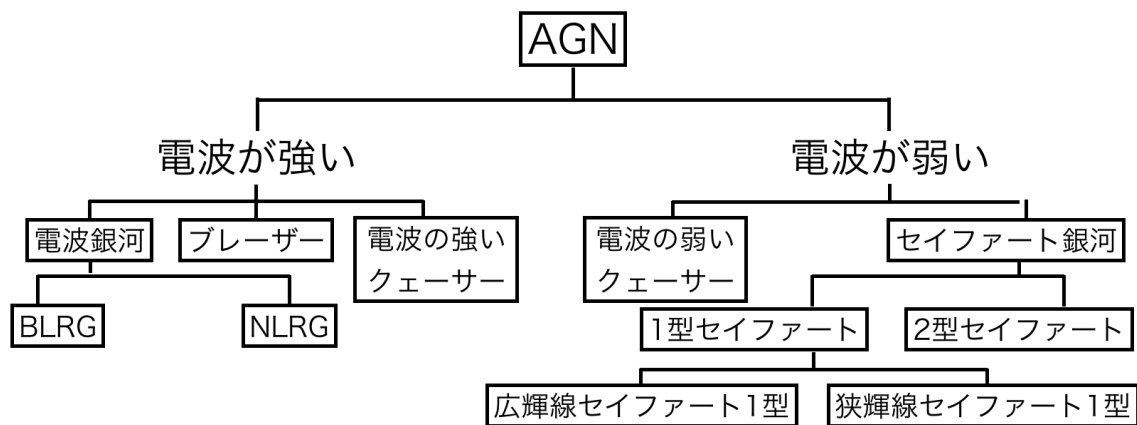 AGN
電波が強い
電波が弱い
電波銀河
ブレーザー
電波の強い
クェーサー
電波の弱い
クェーサー
セイファート銀河
BLRG
NLRG
1型セイファート
2型セイファート
広輝線セイファート1型
狭輝線セイファート1型